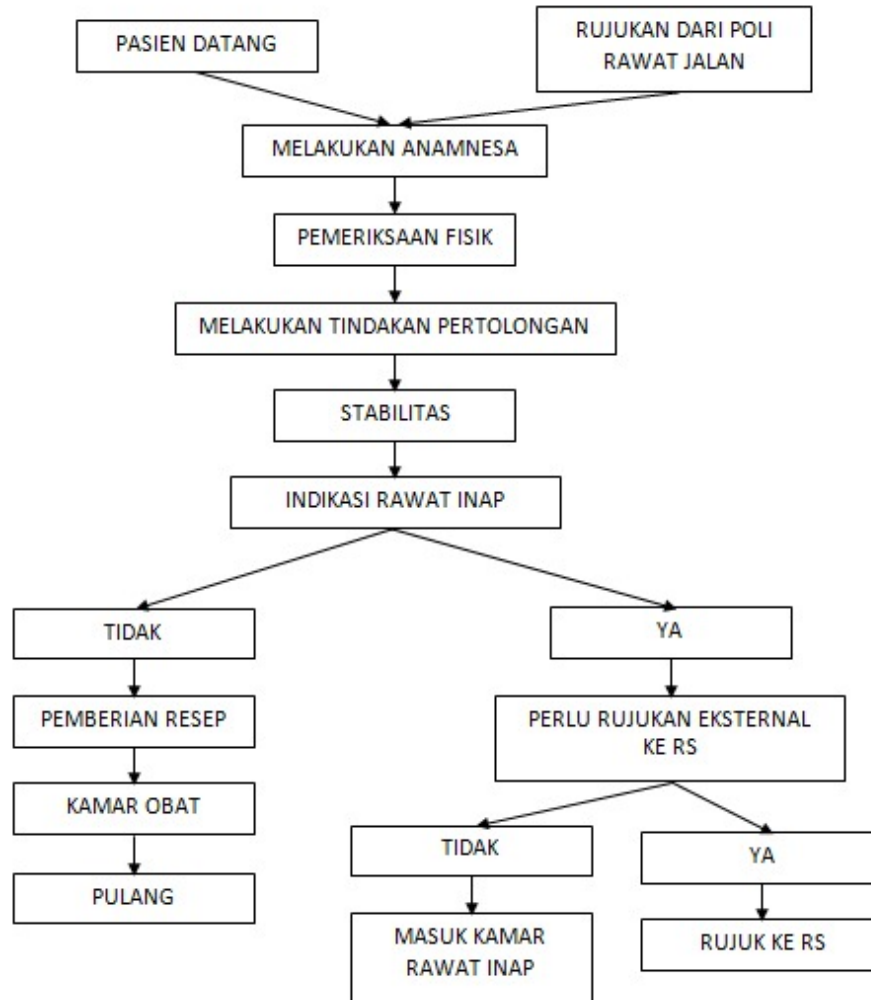 PASIEN DATANG
RUJUKAN DARI POLI
RAWAT JALAN
MELAKUKAN ANAMNESA
PEMERIKSAAN FISIK
MELAKUKAN TINDAKAN PERTOLONGAN
STABILITAS
INDIKASI RAWAT INAP
TIDAK
YA
PEMBERIAN RESEP
PERLU RUJUKAN EKSTERNAL
KE RS
KAMAR OBAT
TIDAK
YA
PULANG
MASUK KAMAR
RAWAT INAP
RUJUK KE RS